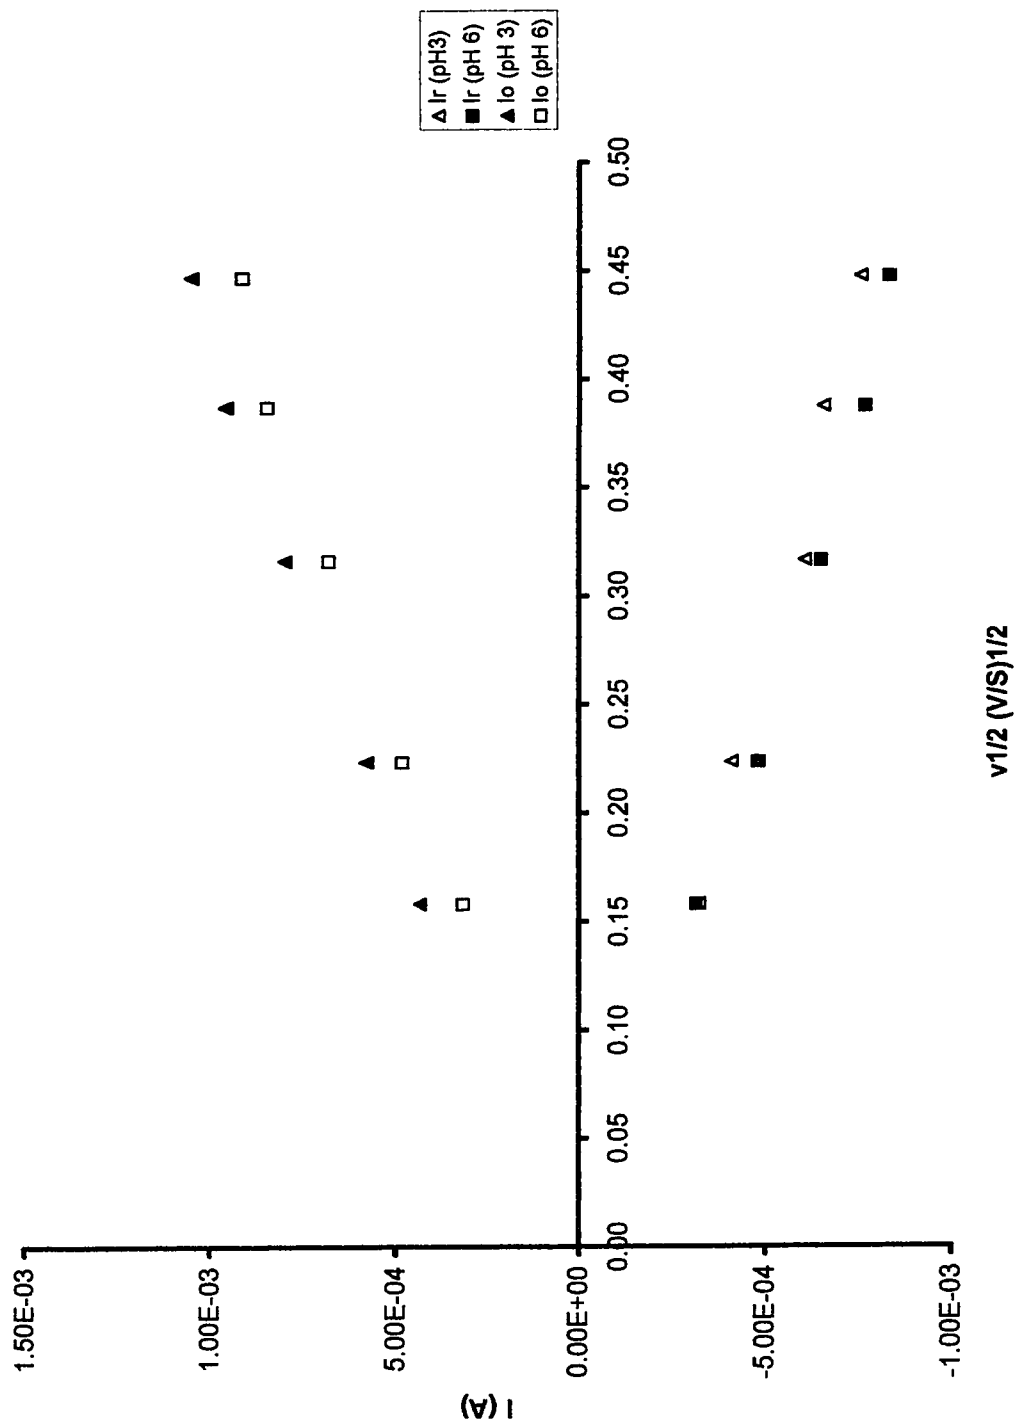 Ir (pH3)
Ir (pH 6)
Io (pH 3)
Io (pH 6)
1.50E-03
1.00E-03
5.00E-04
0.00E+00
-5.00E-04
-1.00E-03
I (A)
0.00
0.05
0.10
0.15
0.20
0.25
0.30
0.35
0.40
0.45
0.50
v1/2 (V/S)1/2